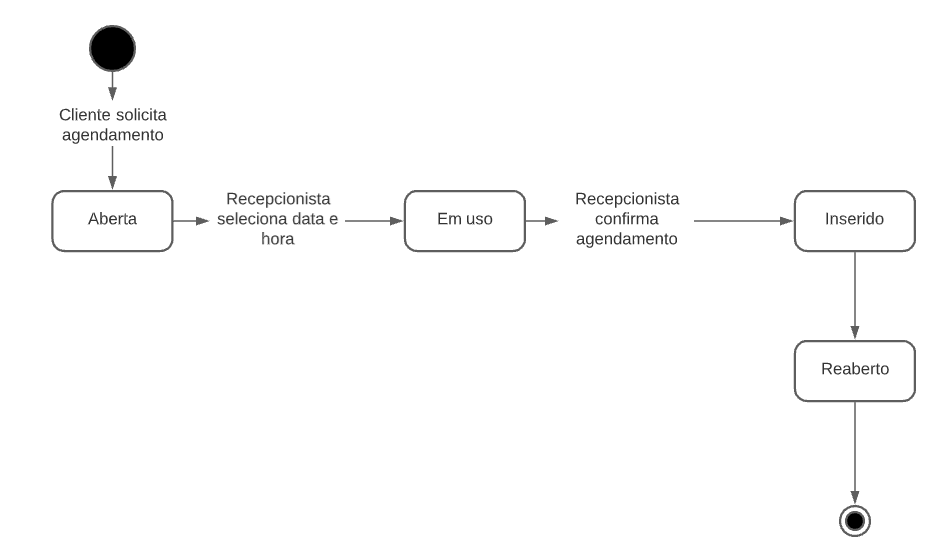 Cliente solicita
agendamento
Aberta
Recepcionista
seleciona data e
hora
Em uso
Recepcionista
confirma
agendamento
Inserido
Reaberto